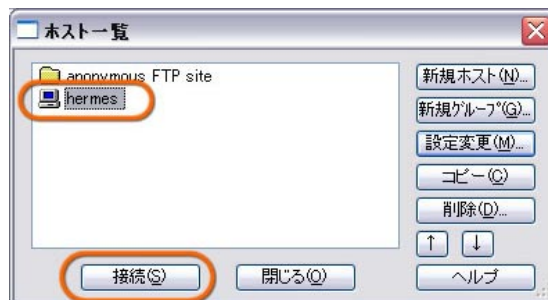 ホスト一覧
anonymous FTP site
hermes
新規ホスト(N)...
新規グループ(G)...
設定変更(M)...
コピー(C)
削除(D)...
↑ ↓
接続(S) 閉じる(O) ヘルプ